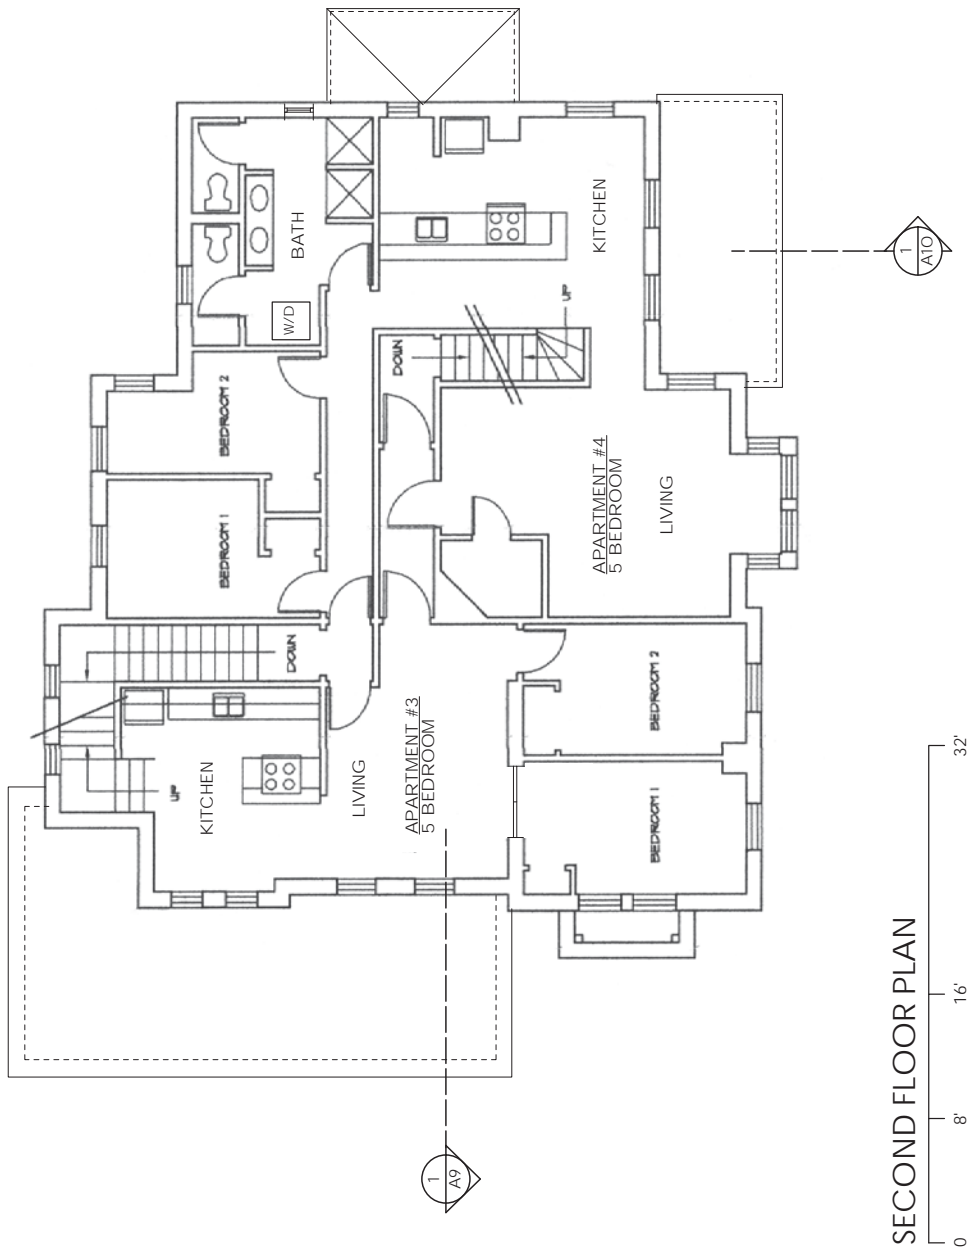 BATH
W/D
KITCHEN
UP
DOWN
BEDROOM 2
BEDROOM 1
APARTMENT #4
5 BEDROOM
LIVING
DOWN
UP
KITCHEN
LIVING
APARTMENT #3
5 BEDROOM
BEDROOM 2
BEDROOM 1
1
A10
1
A9
SECOND FLOOR PLAN
0 8' 16' 32'